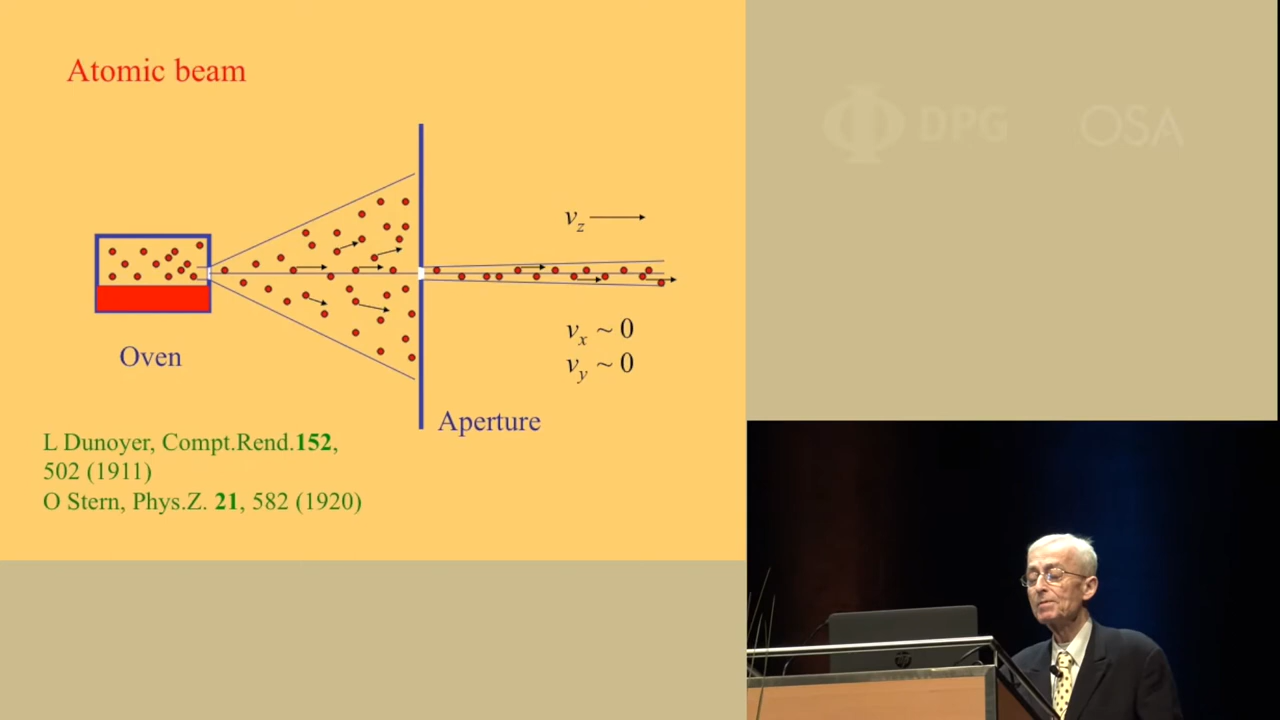 Atomic beam
DPG OSA
v_z
v_x ~ 0
v_y ~ 0
Oven
Aperture
L Dunoyer, Compt.Rend.152,
502 (1911)
O Stern, Phys.Z. 21, 582 (1920)